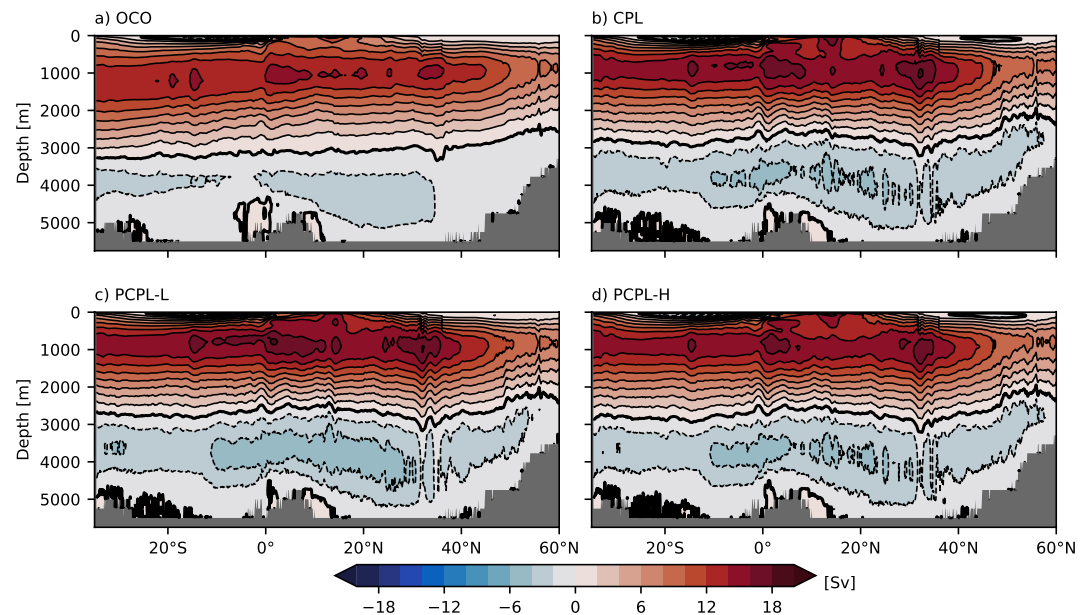 a) OCO
b) CPL
0
1000
2000
3000
4000
5000
Depth [m]
c) PCPL-L
d) PCPL-H
0
1000
2000
3000
4000
5000
Depth [m]
20°S 0° 20°N 40°N 60°N
20°S 0° 20°N 40°N 60°N
−18 −12 −6 0 6 12 18
[Sv]